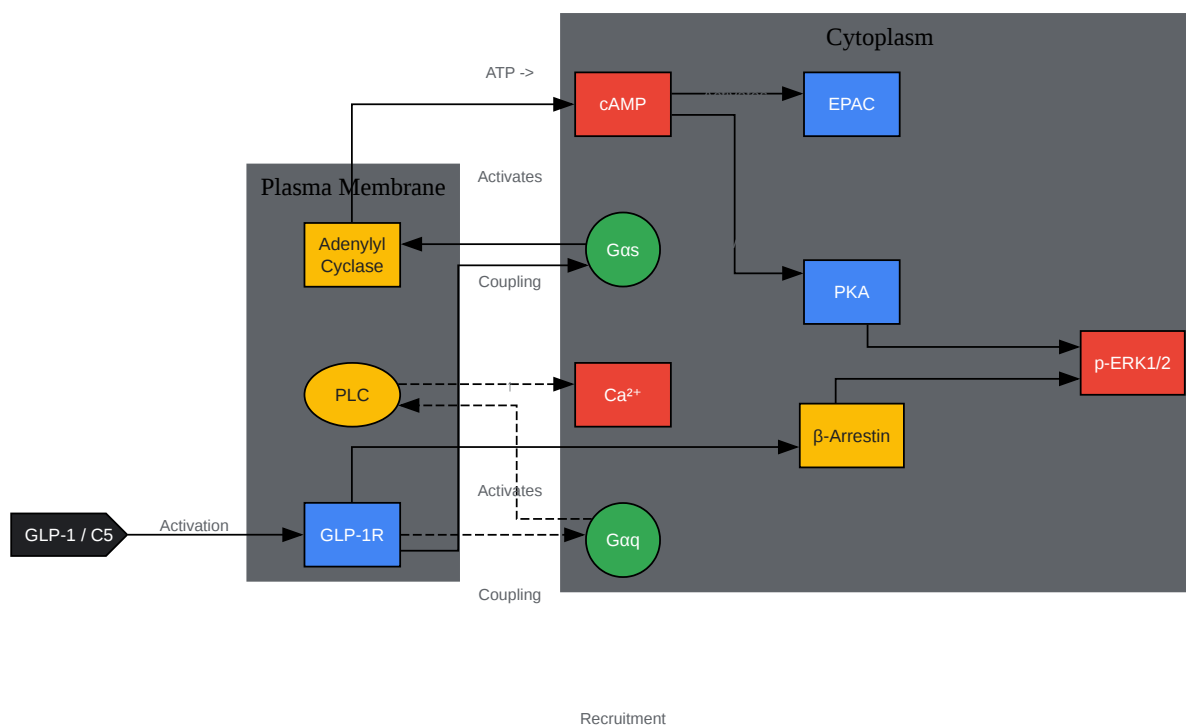 Cytoplasm
ATP ->
cAMP
EPAC
Activates
Plasma Membrane
Adenylyl
Cyclase
Gαs
Coupling
PKA
p-ERK1/2
PLC
Ca²⁺
β-Arrestin
Activates
GLP-1 / C5
Activation
GLP-1R
Gαq
Coupling
Recruitment